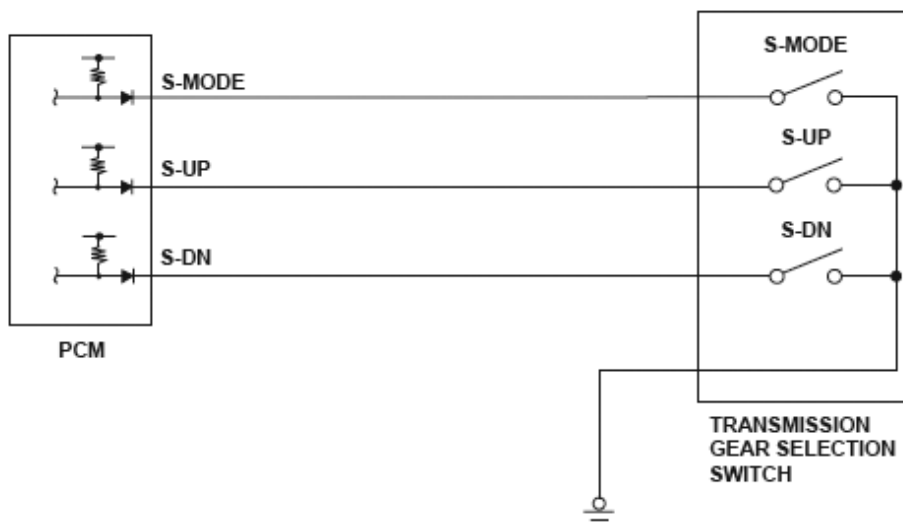 S-MODE
S-MODE
S-UP
S-UP
S-DN
S-DN
PCM
TRANSMISSION
GEAR SELECTION
SWITCH